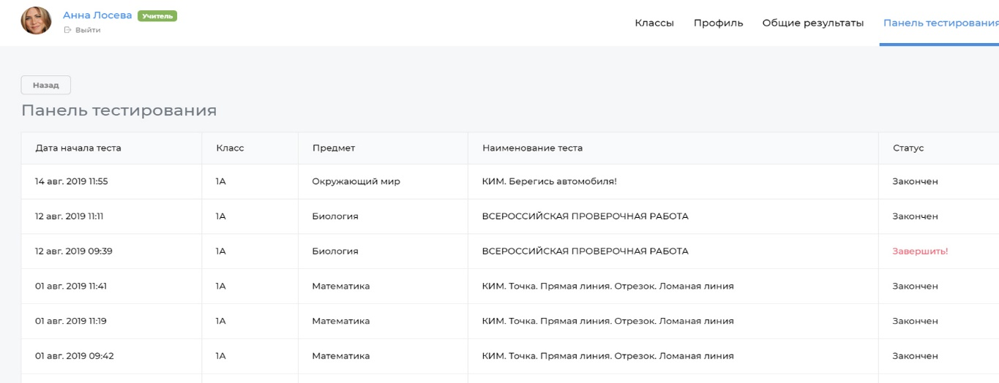 Анна Лосева Учитель
Выйти
Классы Профиль Общие результаты Панель тестирования
Назад
Панель тестирования
Дата начала теста Класс Предмет Наименование теста Статус
14 авг. 2019 11:55 1А Окружающий мир КИМ. Берегись автомобиля! Закончен
12 авг. 2019 11:11 1А Биология ВСЕРОССИЙСКАЯ ПРОВЕРОЧНАЯ РАБОТА Закончен
12 авг. 2019 09:39 1А Биология ВСЕРОССИЙСКАЯ ПРОВЕРОЧНАЯ РАБОТА Завершить!
01 авг. 2019 11:41 1А Математика КИМ. Точка. Прямая линия. Отрезок. Ломаная линия Закончен
01 авг. 2019 11:19 1А Математика КИМ. Точка. Прямая линия. Отрезок. Ломаная линия Закончен
01 авг. 2019 09:42 1А Математика КИМ. Точка. Прямая линия. Отрезок. Ломаная линия Закончен